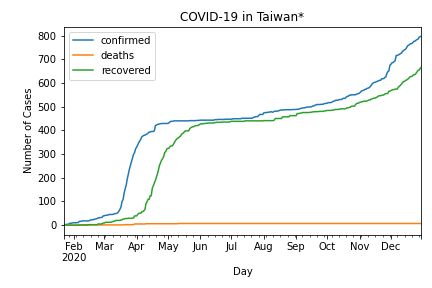 COVID-19 in Taiwan*
confirmed
deaths
recovered
Number of Cases
800
700
600
500
400
300
200
100
0
Feb Mar Apr May Jun Jul Aug Sep Oct Nov Dec
2020
Day